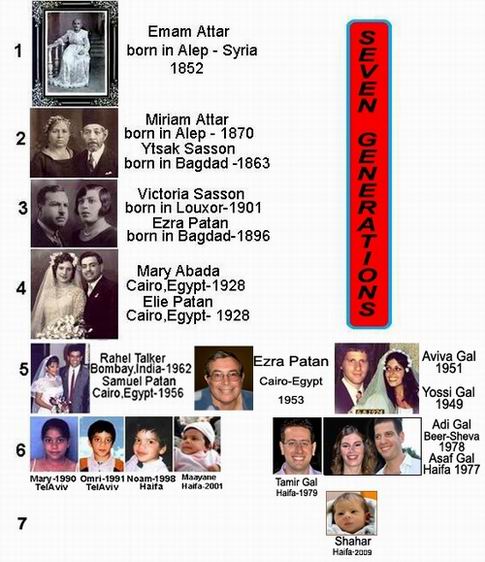 1
Emam Attar
born in Alep - Syria
1852
SEVEN GENERATIONS
2
Miriam Attar
born in Alep - 1870
Ytsak Sasson
born in Bagdad -1863
3
Victoria Sasson
born in Louxor-1901
Ezra Patan
born in Bagdad-1896
4
Mary Abada
Cairo,Egypt-1928
Elie Patan
Cairo,Egypt- 1928
5
Rahel Talker
Bombay,India-1962
Samuel Patan
Cairo,Egypt-1956
Ezra Patan
Cairo-Egypt
1953
Aviva Gal
1951
Yossi Gal
1949
6
Mary-1990
TelAviv
Omri-1991
TelAviv
Noam-1998
Haifa
Maayane
Haifa-2001
Tamir Gal
Haifa-1979
Adi Gal
Beer-Sheva
1978
Asaf Gal
Haifa 1977
7
Shahar
Haifa-2009